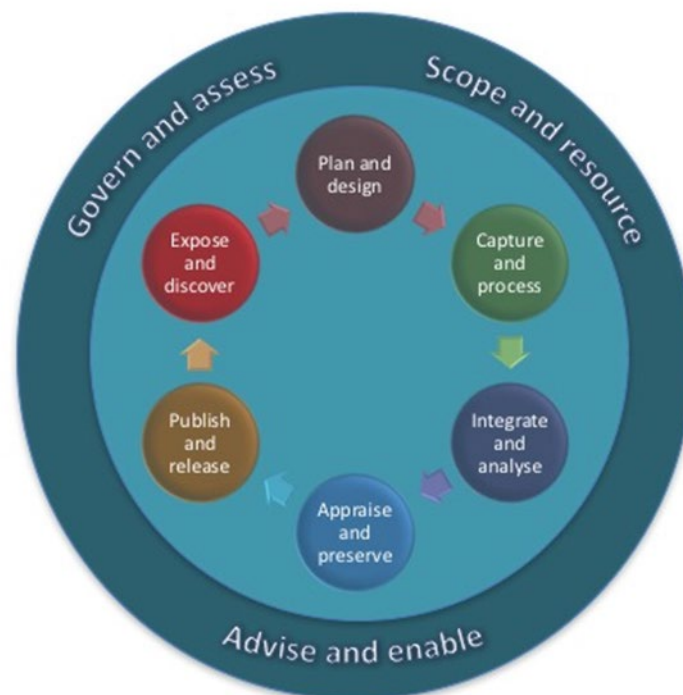 Govern and assess
Scope and resource
Plan and
design
Capture
and
process
Integrate
and
analyse
Appraise
and
preserve
Publish
and
release
Expose
and
discover
Advise and enable